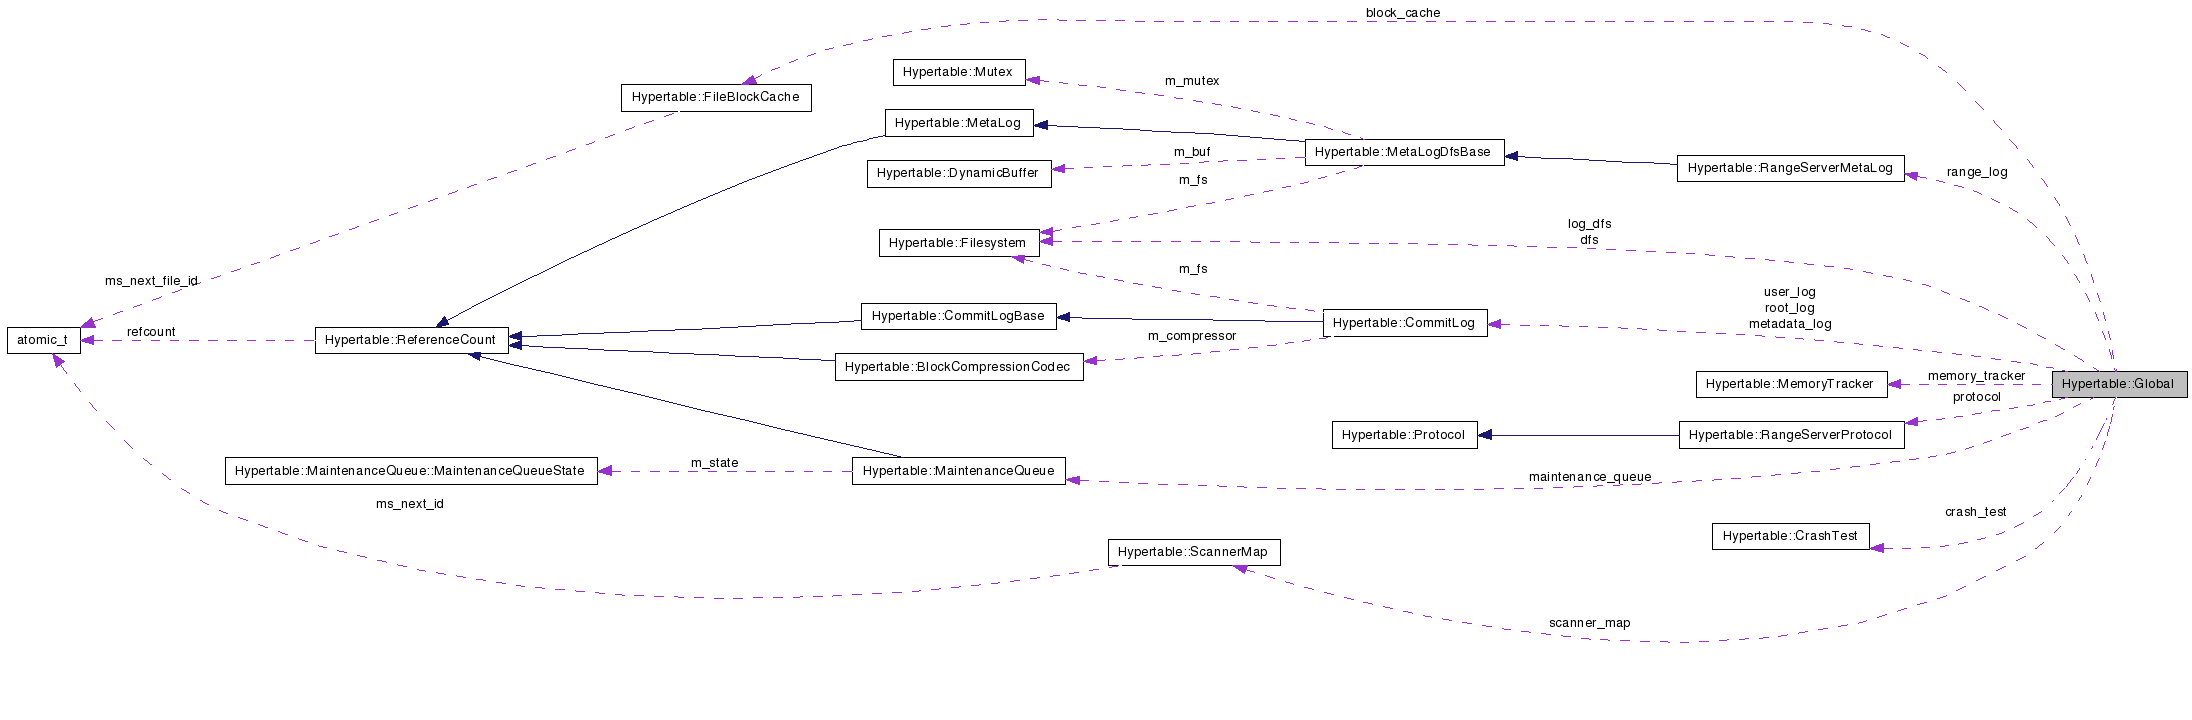 block_cache
Hypertable::Mutex
m_mutex
Hypertable::FileBlockCache
Hypertable::MetaLog
m_buf
Hypertable::MetaLogDfsBase
Hypertable::RangeServerMetaLog
range_log
Hypertable::DynamicBuffer
m_fs
log_dfs
dfs
Hypertable::Filesystem
m_fs
ms_next_file_id
user_log
root_log
metadata_log
Hypertable::CommitLogBase
Hypertable::CommitLog
refcount
atomic_t
Hypertable::ReferenceCount
m_compressor
Hypertable::BlockCompressionCodec
memory_tracker
Hypertable::MemoryTracker
Hypertable::Global
protocol
Hypertable::Protocol
Hypertable::RangeServerProtocol
m_state
Hypertable::MaintenanceQueue::MaintenanceQueueState
Hypertable::MaintenanceQueue
maintenance_queue
ms_next_id
crash_test
Hypertable::CrashTest
Hypertable::ScannerMap
scanner_map